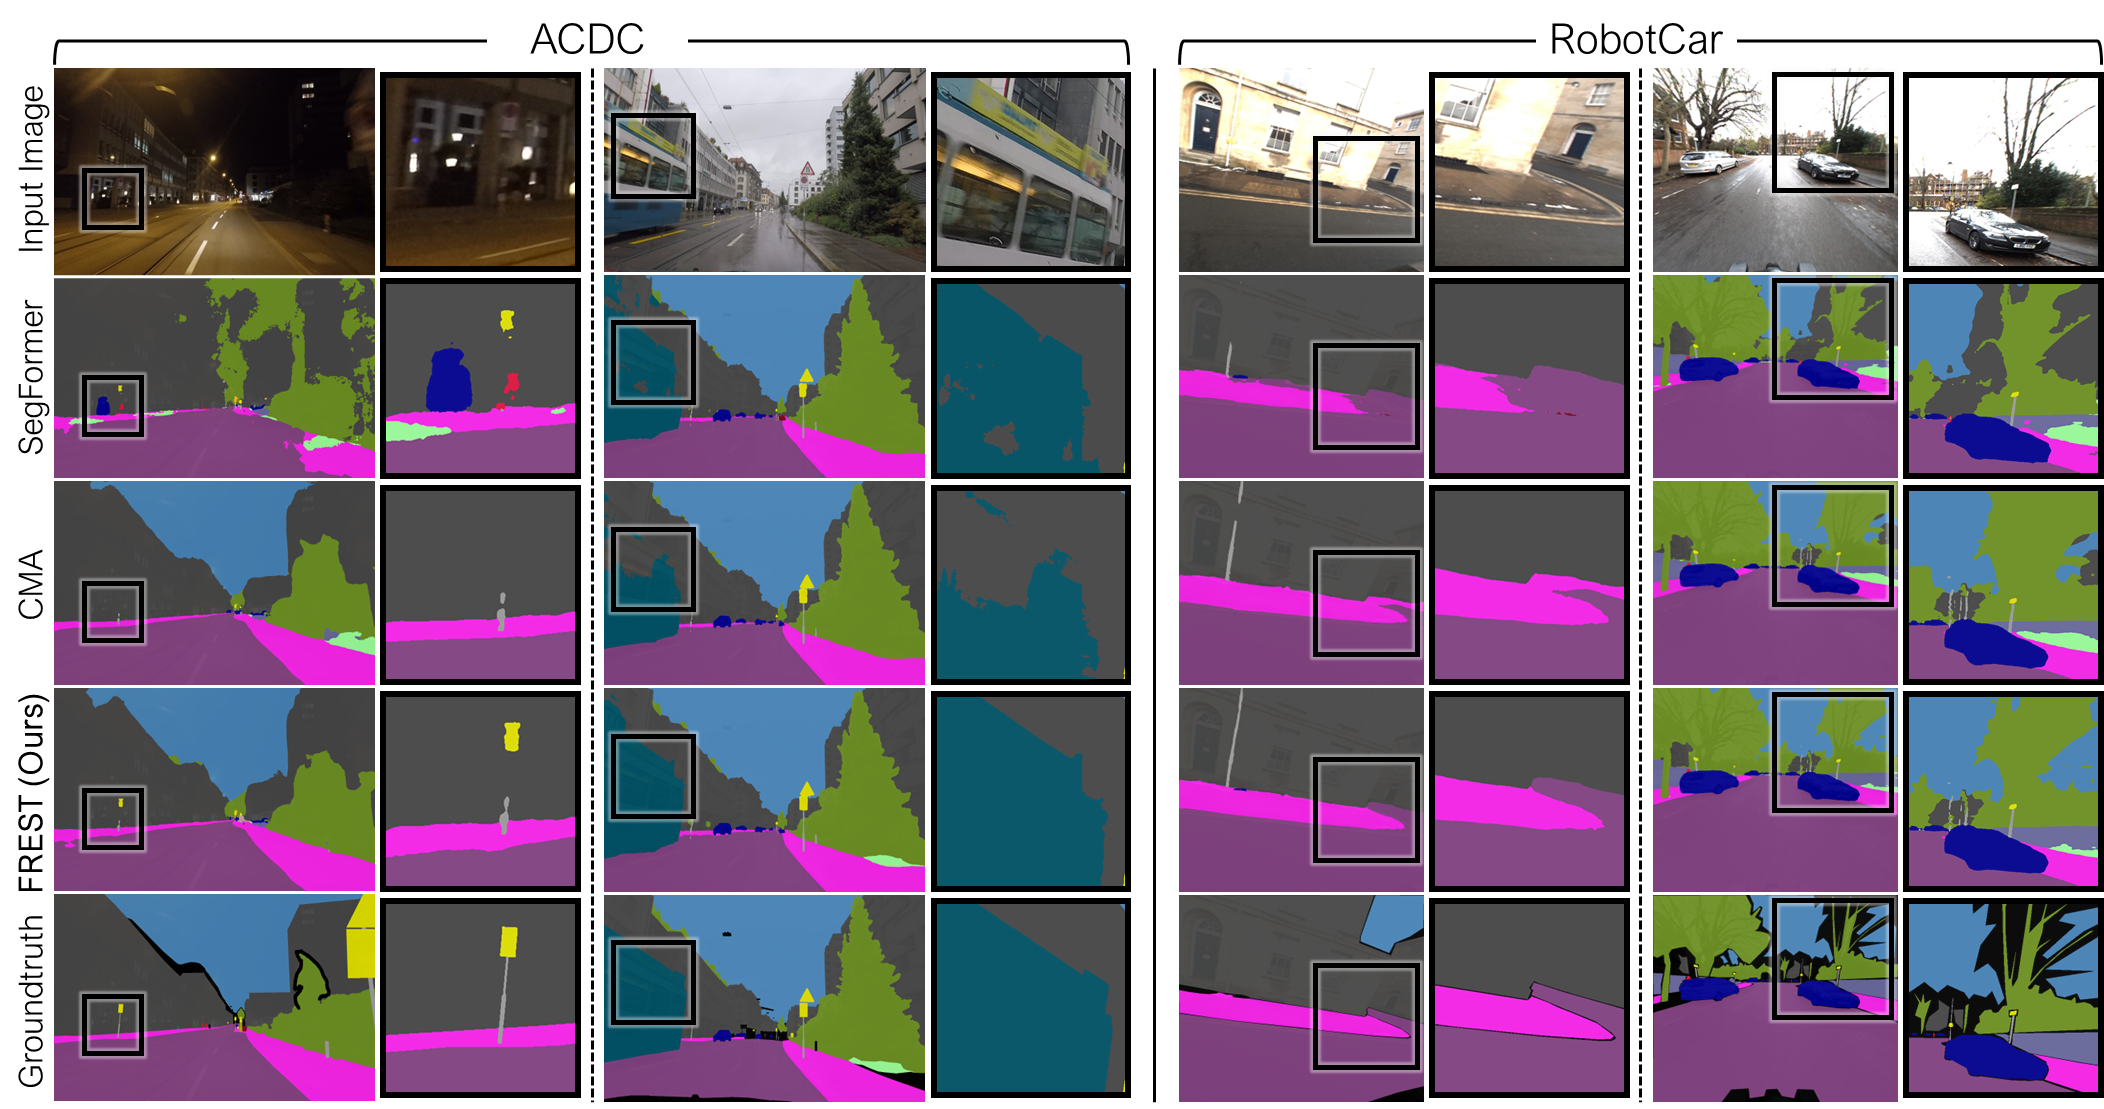 ACDC
RobotCar
Input Image
SegFormer
CMA
FREST (Ours)
Groundtruth